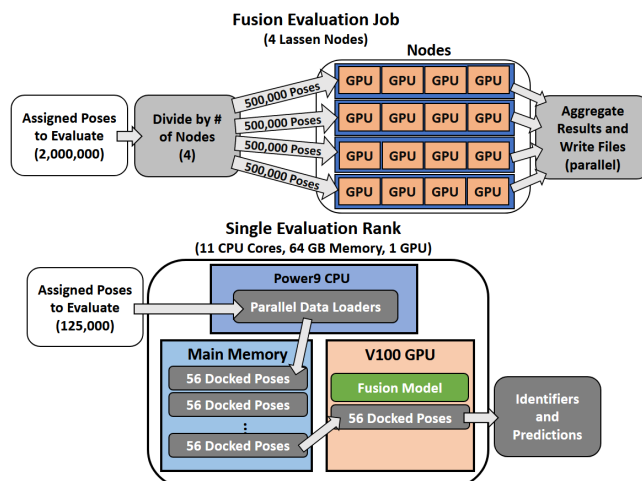 Fusion Evaluation Job
(4 Lassen Nodes)
Nodes
Assigned Poses
to Evaluate
(2,000,000)
Divide by #
of Nodes
(4)
500,000 Poses
500,000 Poses
500,000 Poses
500,000 Poses
GPU GPU GPU GPU
GPU GPU GPU GPU
GPU GPU GPU GPU
GPU GPU GPU GPU
Aggregate
Results and
Write Files
(parallel)
Single Evaluation Rank
(11 CPU Cores, 64 GB Memory, 1 GPU)
Assigned Poses
to Evaluate
(125,000)
Power9 CPU
Parallel Data Loaders
Main Memory
56 Docked Poses
56 Docked Poses
⋮
56 Docked Poses
V100 GPU
Fusion Model
56 Docked Poses
Identifiers
and
Predictions